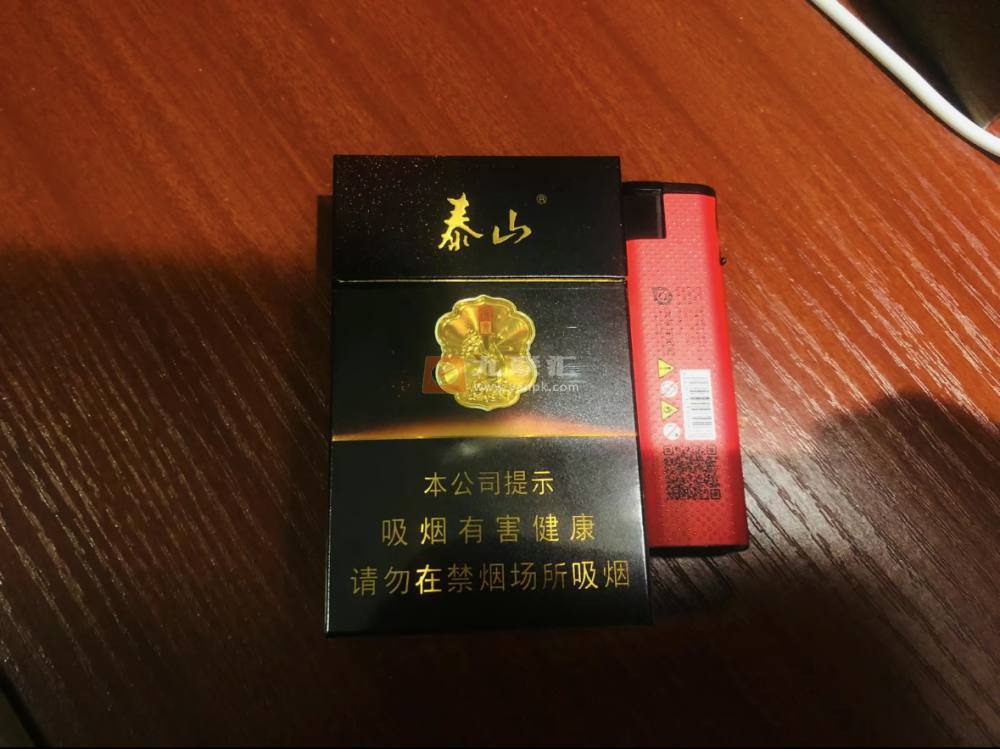 泰山®
本公司提示
吸烟有害健康
请勿在禁烟场所吸烟